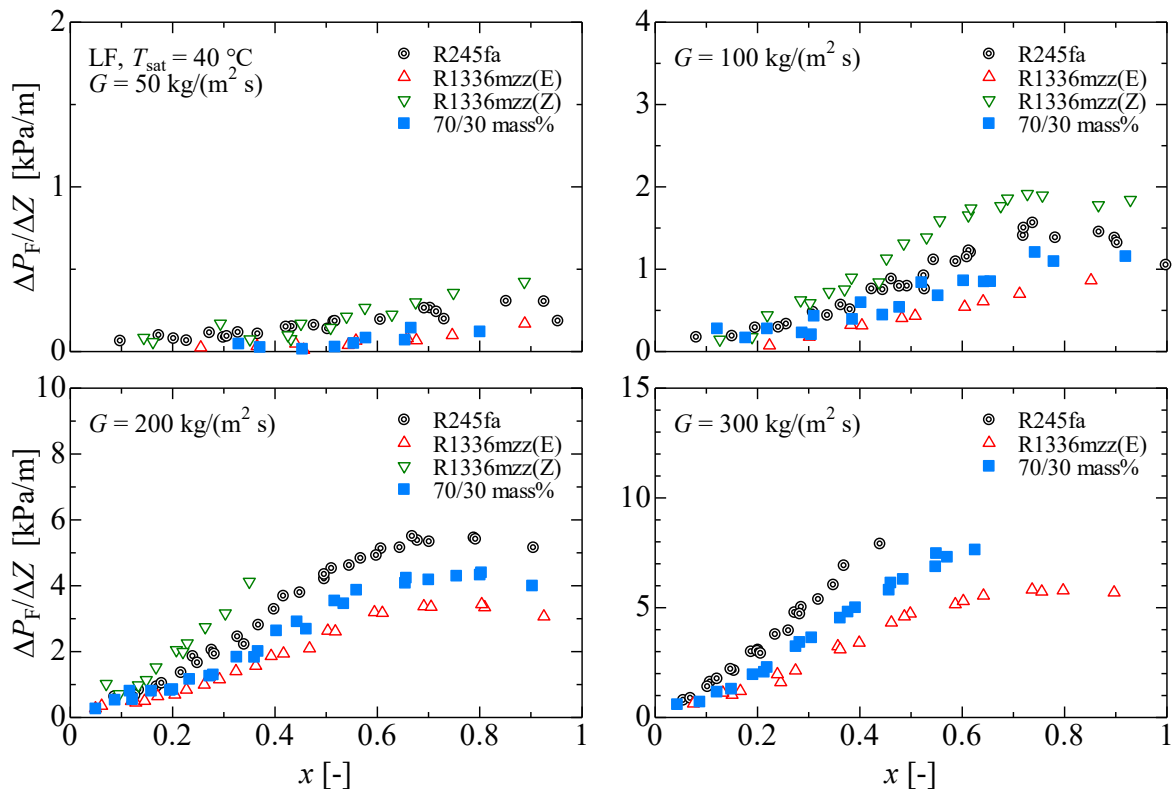 LF, T_sat = 40 °C
G = 50 kg/(m² s)
R245fa
R1336mzz(E)
R1336mzz(Z)
70/30 mass%
ΔP_F/ΔZ [kPa/m]
2
1
0
G = 100 kg/(m² s)
R245fa
R1336mzz(E)
R1336mzz(Z)
70/30 mass%
4
3
2
1
0
G = 200 kg/(m² s)
R245fa
R1336mzz(E)
R1336mzz(Z)
70/30 mass%
ΔP_F/ΔZ [kPa/m]
10
8
6
4
2
0
0 0.2 0.4 0.6 0.8 1
x [-]
G = 300 kg/(m² s)
R245fa
R1336mzz(E)
70/30 mass%
15
10
5
0
0 0.2 0.4 0.6 0.8 1
x [-]